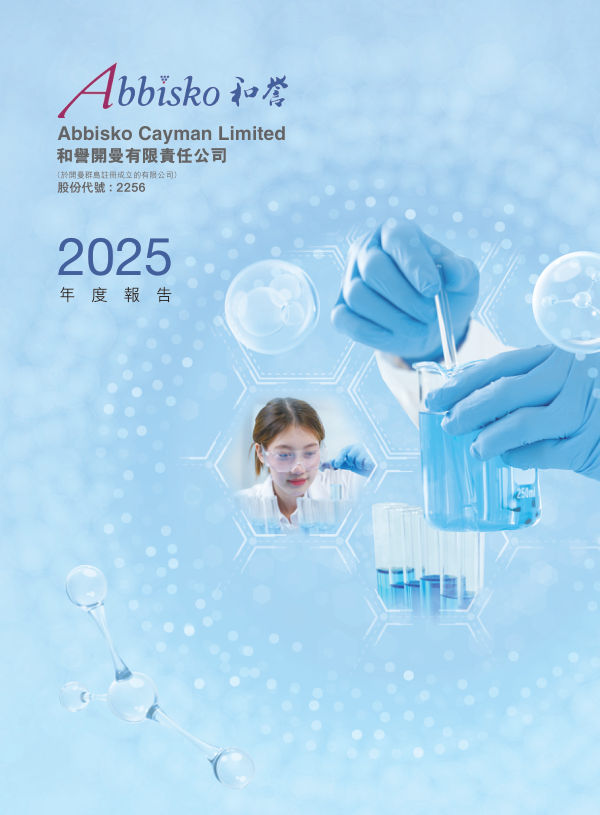 Abbisko 和誉
Abbisko Cayman Limited
和譽開曼有限責任公司
(於開曼群島註冊成立的有限公司)
股份代號：2256
2025
年度報告
250ml